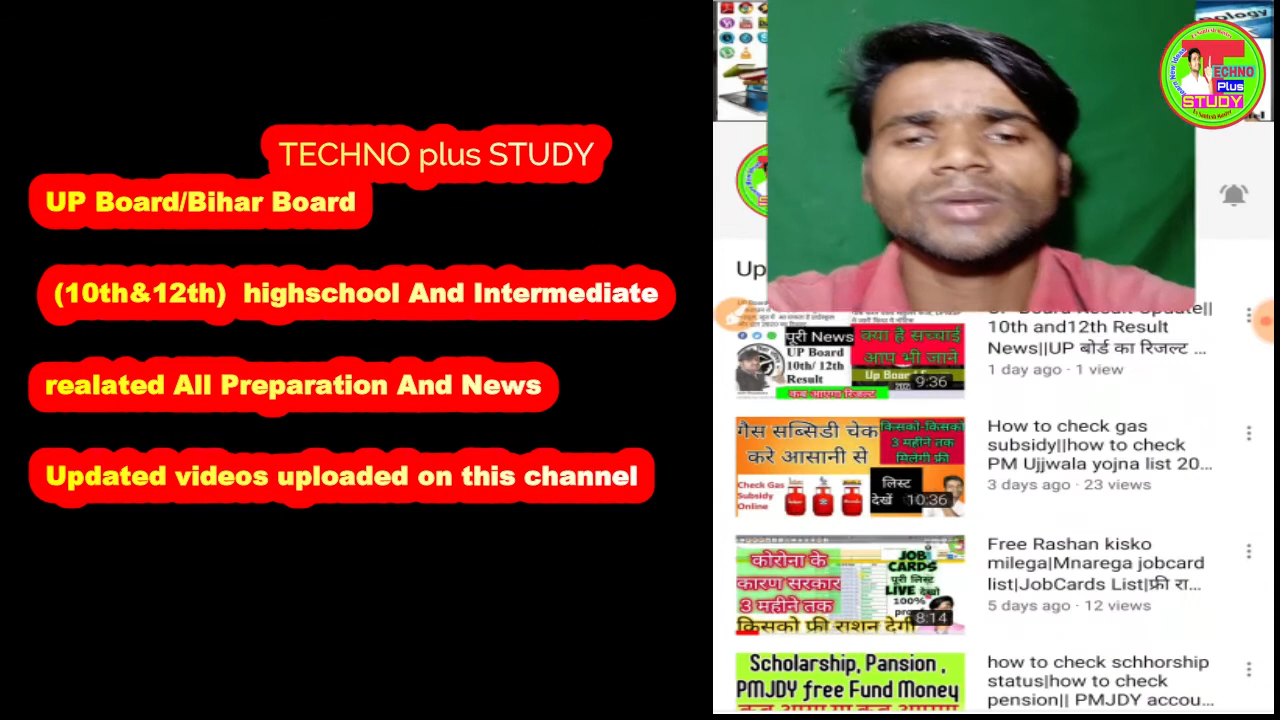 TECHNO plus STUDY
UP Board/Bihar Board
(10th&12th) highschool And Intermediate
realated All Preparation And News
Updated videos uploaded on this channel
TECHNO
Plus
STUDY
Up
UP Board Result Update||
10th and12th Result
News||UP बोर्ड का रिजल्ट ...
1 day ago · 1 view
पूरी News
UP Board
10th/ 12th
Result
क्या है सच्चाई
आप भी जाने
9:36
How to check gas
subsidy||how to check
PM Ujjwala yojna list 20...
3 days ago · 23 views
गैस सब्सिडी चेक
करे आसानी से
किसको-किसको
3 महीने तक
मिलेगी फ्री
Check Gas
Subsidy
Online
लिस्ट
देखें
10:36
Free Rashan kisko
milega|Mnarega jobcard
list|JobCards List|फ्री रा...
5 days ago · 12 views
कोरोना के
कारण सरकार
3 महीने तक
किसको फ्री राशन देगी
JOB
CARDS
पूरी लिस्ट
LIVE देखो
100%
8:14
how to check schhorship
status|how to check
pension|| PMJDY accou...
Scholarship, Pansion ,
PMJDY free Fund Money